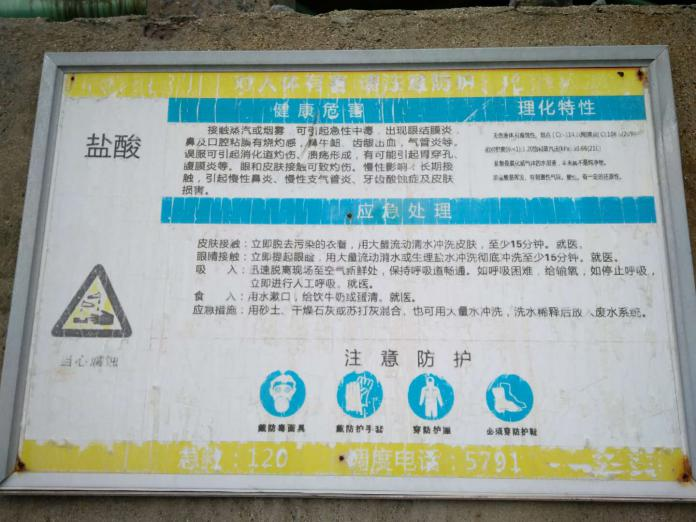 对人体有害 请注意防护
健康危害
理化特性
盐酸
接触蒸汽或烟雾，可引起急性中毒，出现眼结膜炎，
鼻及口腔粘膜有烧灼感，鼻衄、齿龈出血，气管炎等。
误服可引起消化道灼伤、溃疡形成，有可能引起胃穿孔、
腹膜炎等。眼和皮肤接触可致灼伤。慢性影响：长期接
触，引起慢性鼻炎、慢性支气管炎、牙齿酸蚀症及皮肤
损害。
应急处理
皮肤接触：立即脱去污染的衣着，用大量流动清水冲洗皮肤，至少15分钟。就医。
眼睛接触：立即提起眼睑，用大量流动清水或生理盐水冲洗彻底冲洗至少15分钟。就医。
吸 入：迅速脱离现场至空气新鲜处，保持呼吸道畅通。如呼吸困难，给输氧，如停止呼吸，
立即进行人工呼吸。就医。
食 入：用水漱口，给饮牛奶或蛋清。就医。
应急措施：用砂土、干燥石灰或苏打灰混合，也可用大量水冲洗，洗水稀释后放入废水系统。
当心腐蚀
注意防护
戴防毒面具
戴防护手套
穿防护服
必须穿防护鞋
急救：120 调度电话：5791